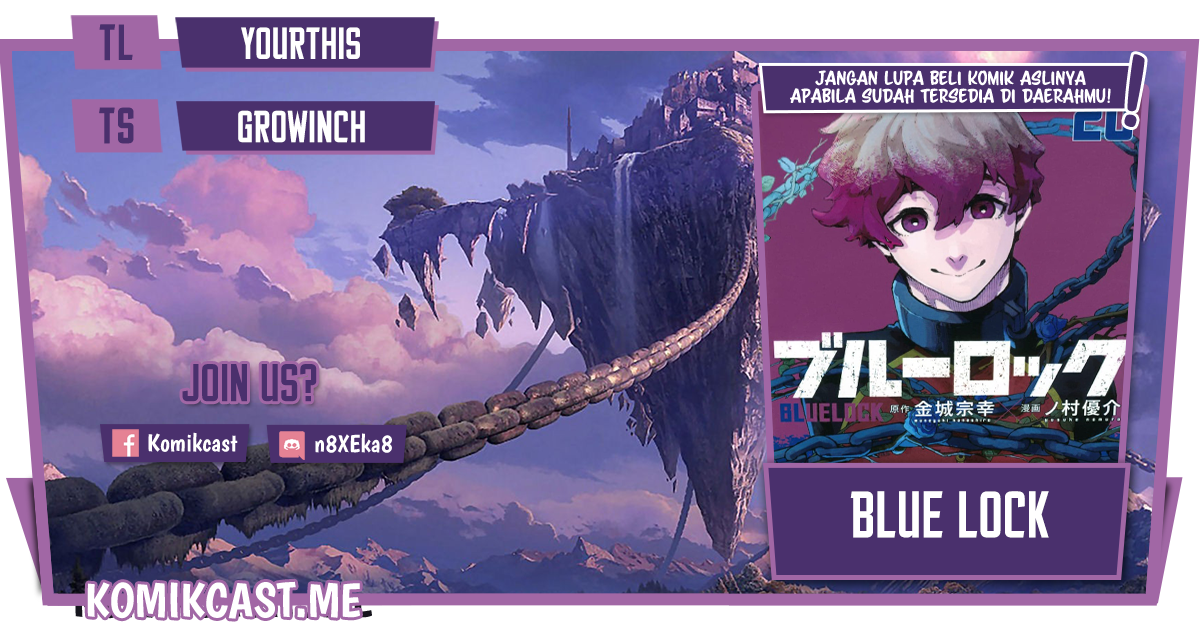 TL
YOURTHIS
TS
GROWINCH
JANGAN LUPA BELI KOMIK ASLINYA
APABILA SUDAH TERSEDIA DI DAERAHMU!
JOIN US?
Komikcast
n8XEka8
ブルーロック
BLUELOCK 原作 金城宗幸 漫画 ノ村優介
BLUE LOCK
KOMIKCAST.ME